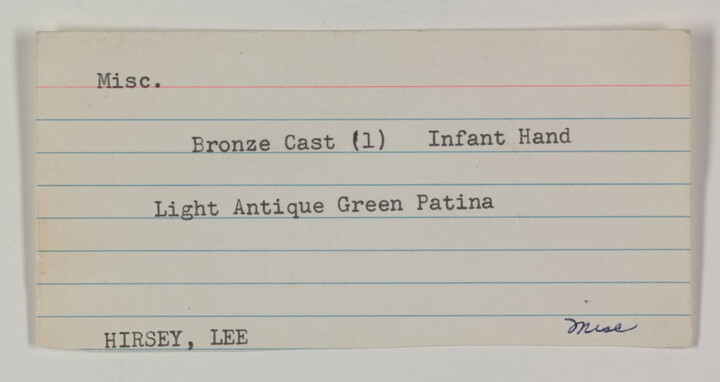 Misc.
Bronze Cast (1) Infant Hand
Light Antique Green Patina
HIRSEY, LEE
Misc